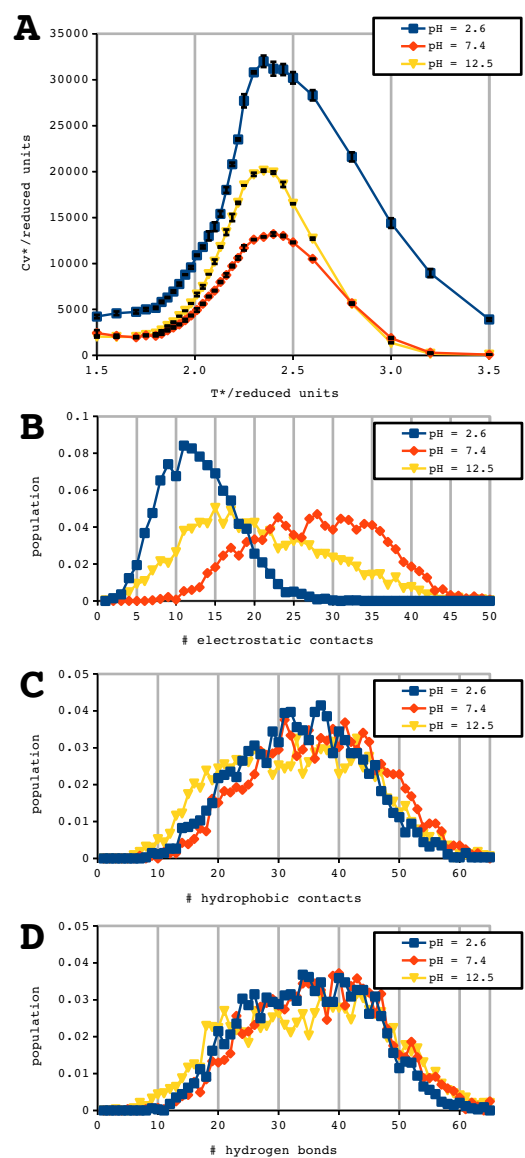 A
pH = 2.6
pH = 7.4
pH = 12.5
35000
30000
25000
20000
15000
10000
5000
0
Cv*/reduced units
1.5 2.0 2.5 3.0 3.5
T*/reduced units
B
pH = 2.6
pH = 7.4
pH = 12.5
0.1
0.08
0.06
0.04
0.02
0
population
0 5 10 15 20 25 30 35 40 45 50
# electrostatic contacts
C
pH = 2.6
pH = 7.4
pH = 12.5
0.05
0.04
0.03
0.02
0.01
0
population
0 10 20 30 40 50 60
# hydrophobic contacts
D
pH = 2.6
pH = 7.4
pH = 12.5
0.05
0.04
0.03
0.02
0.01
0
population
0 10 20 30 40 50 60
# hydrogen bonds